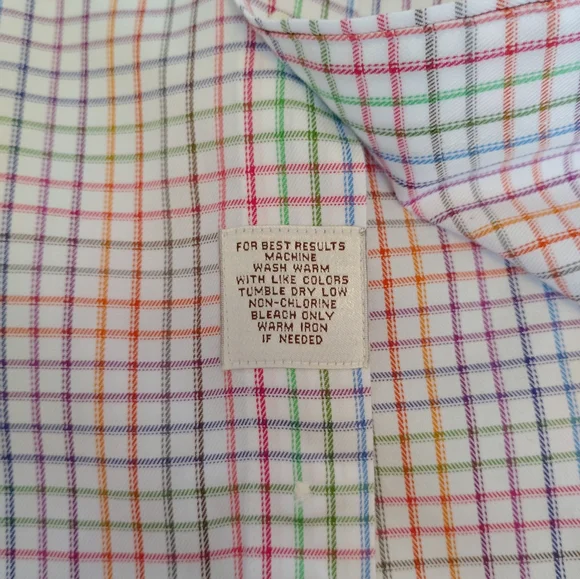 FOR BEST RESULTS
MACHINE
WASH WARM
WITH LIKE COLORS
TUMBLE DRY LOW
NON-CHLORINE
BLEACH ONLY
WARM IRON
IF NEEDED